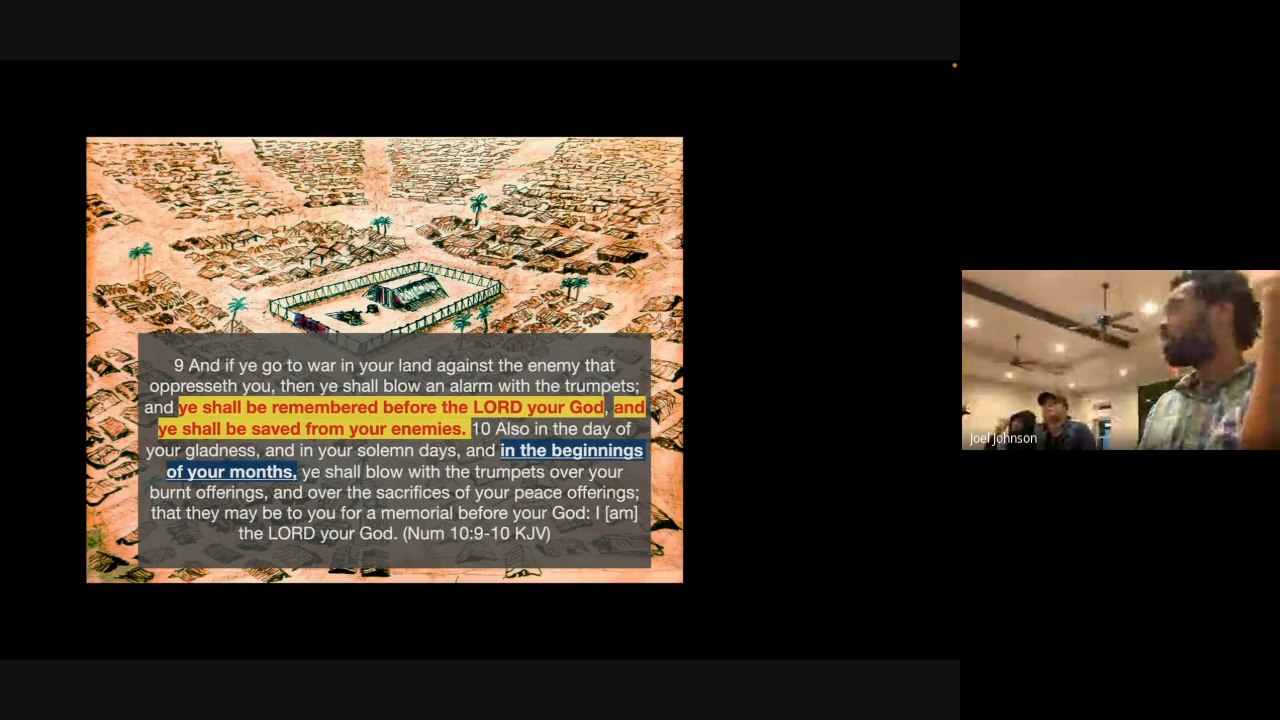 9 And if ye go to war in your land against the enemy that
oppresseth you, then ye shall blow an alarm with the trumpets;
and ye shall be remembered before the LORD your God, and
ye shall be saved from your enemies. 10 Also in the day of
your gladness, and in your solemn days, and in the beginnings
of your months, ye shall blow with the trumpets over your
burnt offerings, and over the sacrifices of your peace offerings;
that they may be to you for a memorial before your God: I [am]
the LORD your God. (Num 10:9-10 KJV)
Joel Johnson